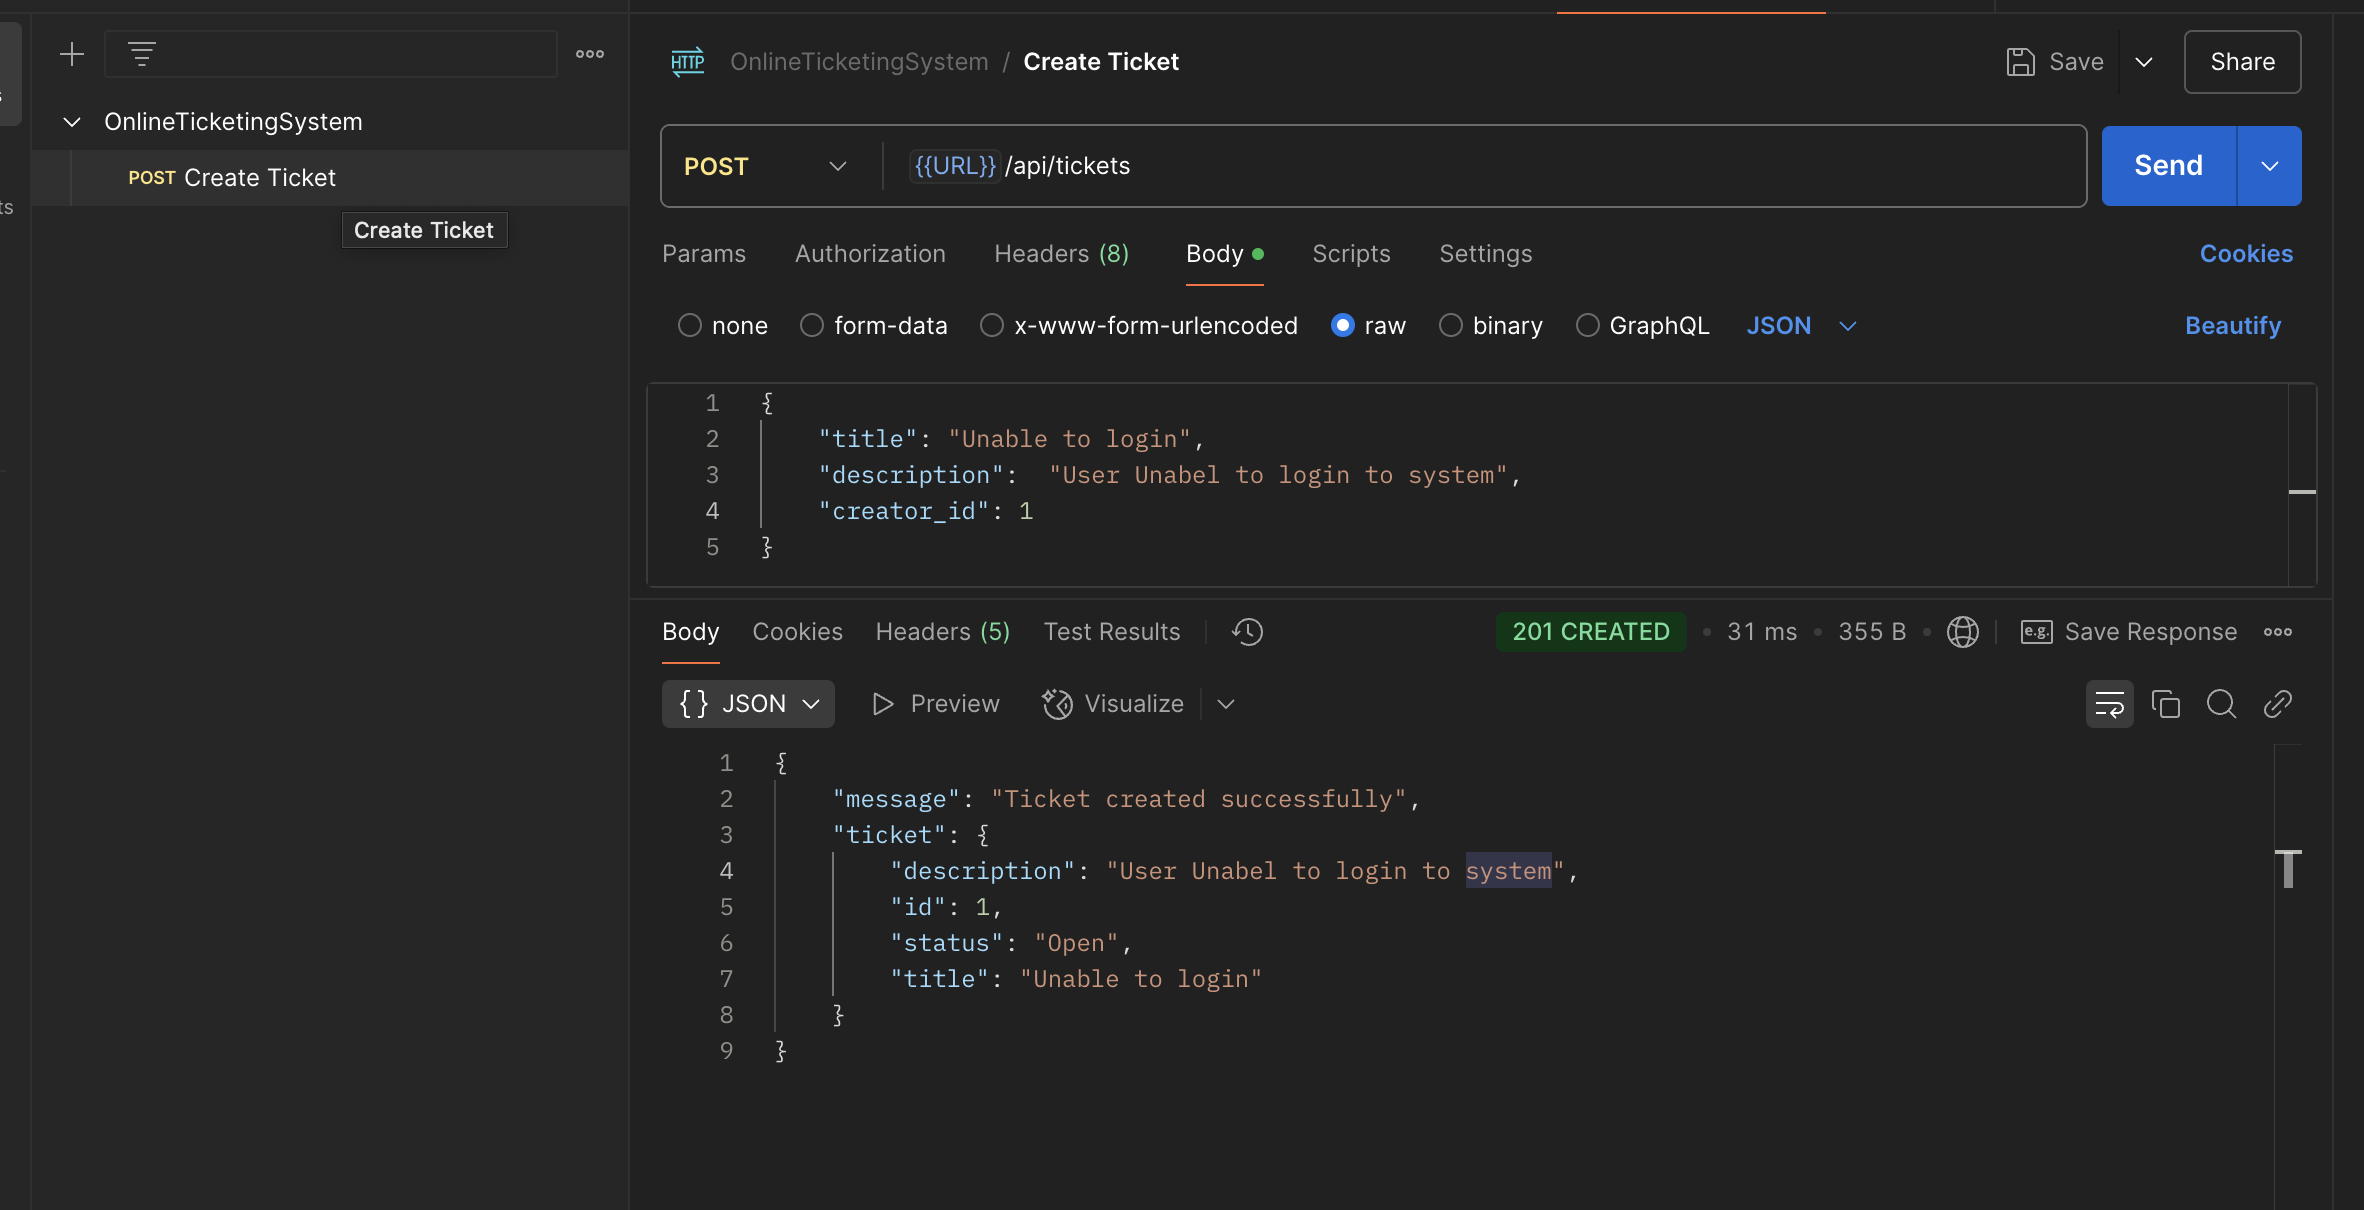 HTTP OnlineTicketingSystem / Create Ticket Save Share
OnlineTicketingSystem
POST Create Ticket
Create Ticket
s
ts
POST {{URL}}/api/tickets Send
Params Authorization Headers (8) Body Scripts Settings Cookies
none form-data x-www-form-urlencoded raw binary GraphQL JSON Beautify
1 {
2 "title": "Unable to login",
3 "description":  "User Unabel to login to system",
4 "creator_id": 1
5 }
Body Cookies Headers (5) Test Results 201 CREATED • 31 ms • 355 B • e.g. Save Response
{} JSON Preview Visualize
1 {
2 "message": "Ticket created successfully",
3 "ticket": {
4 "description": "User Unabel to login to system",
5 "id": 1,
6 "status": "Open",
7 "title": "Unable to login"
8 }
9 }